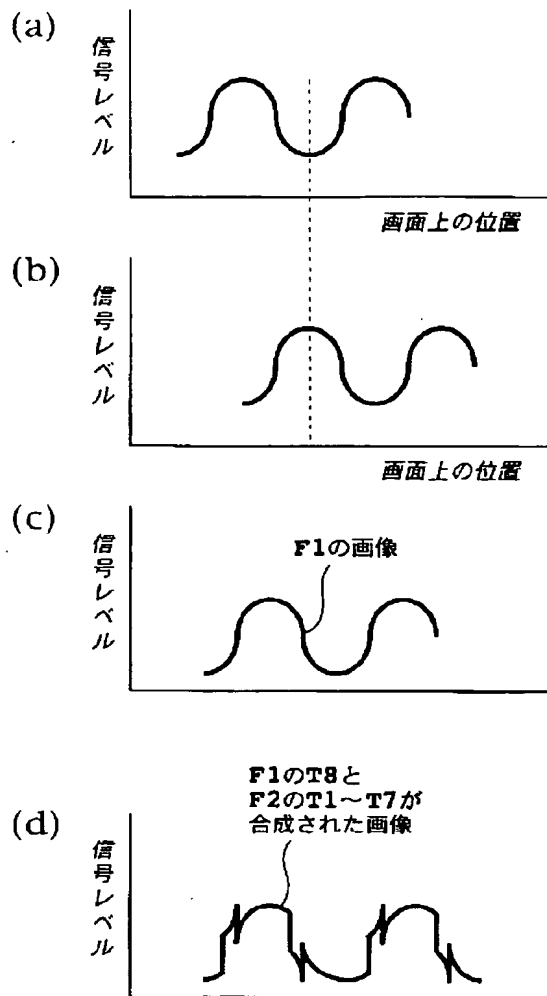 (a)
信号レベル
画面上の位置
(b)
信号レベル
画面上の位置
(c)
信号レベル
F1の画像
(d)
信号レベル
F1のT8と
F2のT1～T7が
合成された画像